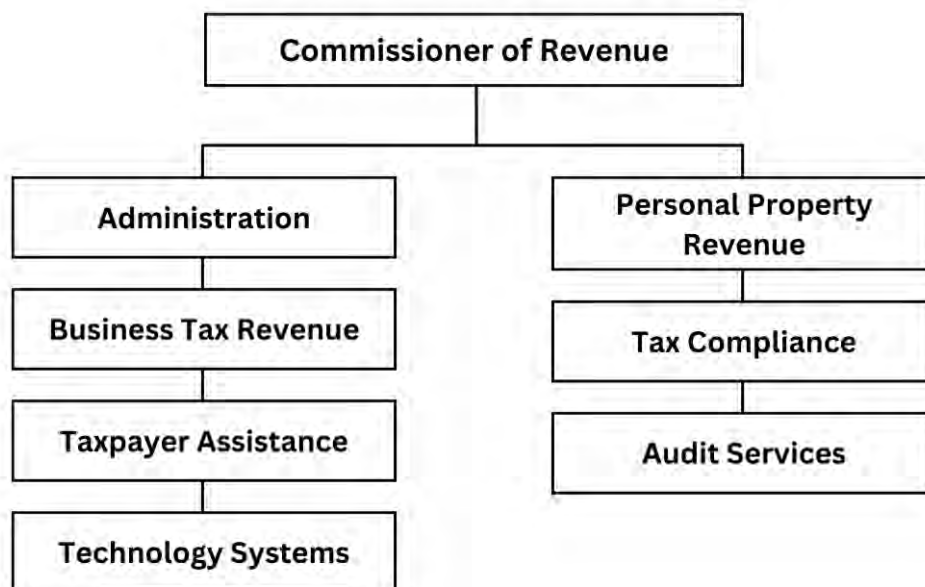 Commissioner of Revenue
Administration
Business Tax Revenue
Taxpayer Assistance
Technology Systems
Personal Property
Revenue
Tax Compliance
Audit Services